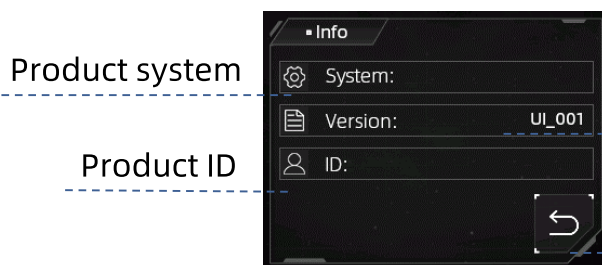 Info
Product system
System:
Version: UI_001
Product ID
ID: